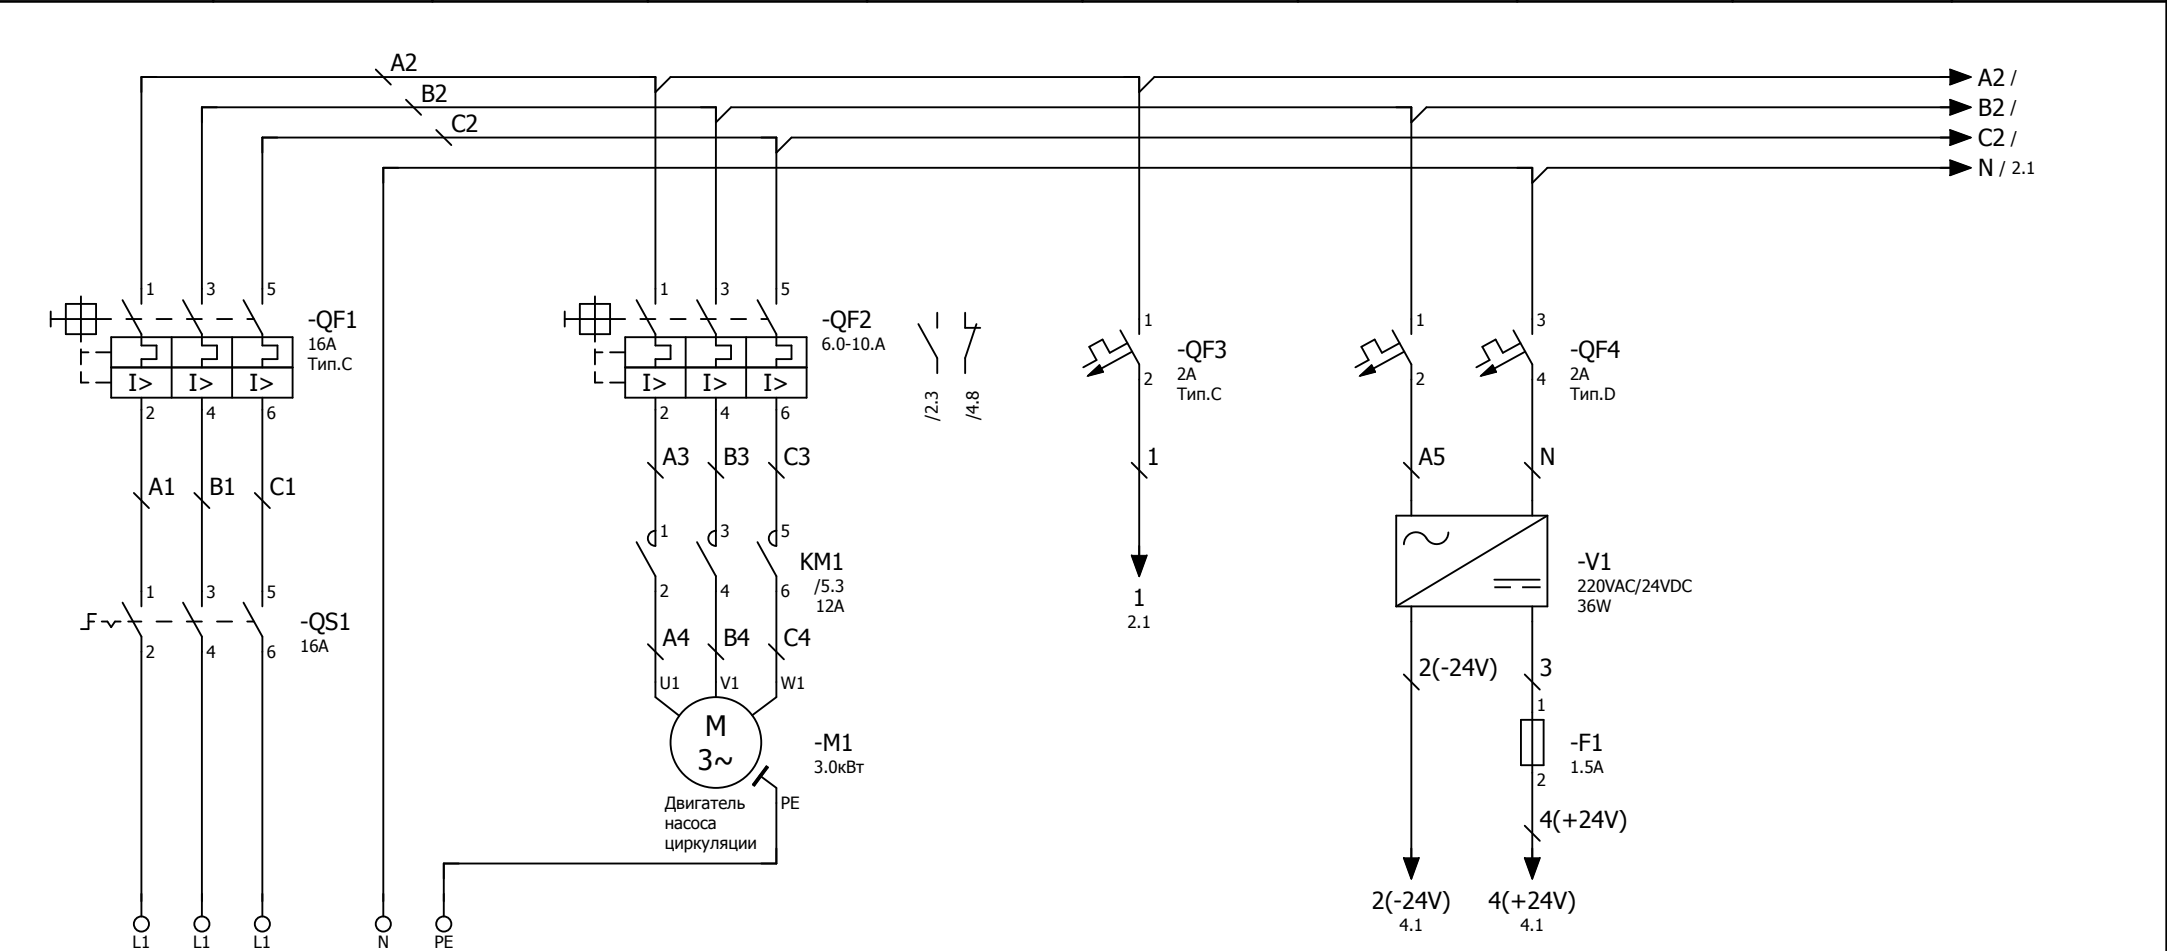 A2
B2
C2
A2 /
B2 /
C2 /
N / 2.1
1 3 5
-QF1
16A
Тип.C
I> I> I>
2 4 6
A1 B1 C1
1 3 5
-QS1
16A
2 4 6
L1 L1 L1 N PE
1 3 5
-QF2
6.0-10.A
I> I> I>
2 4 6
/2.3
/4.8
A3 B3 C3
1 3 5
KM1
/5.3
12A
2 4 6
A4 B4 C4
U1 V1 W1
M
3~
-M1
3.0кВт
PE
Двигатель
насоса
циркуляции
1
-QF3
2A
Тип.C
2
1
1
2.1
1 3
-QF4
2A
Тип.D
2 4
A5 N
-V1
220VAC/24VDC
36W
2(-24V) 3
1
-F1
1.5A
2
4(+24V)
2(-24V) 4(+24V)
4.1 4.1